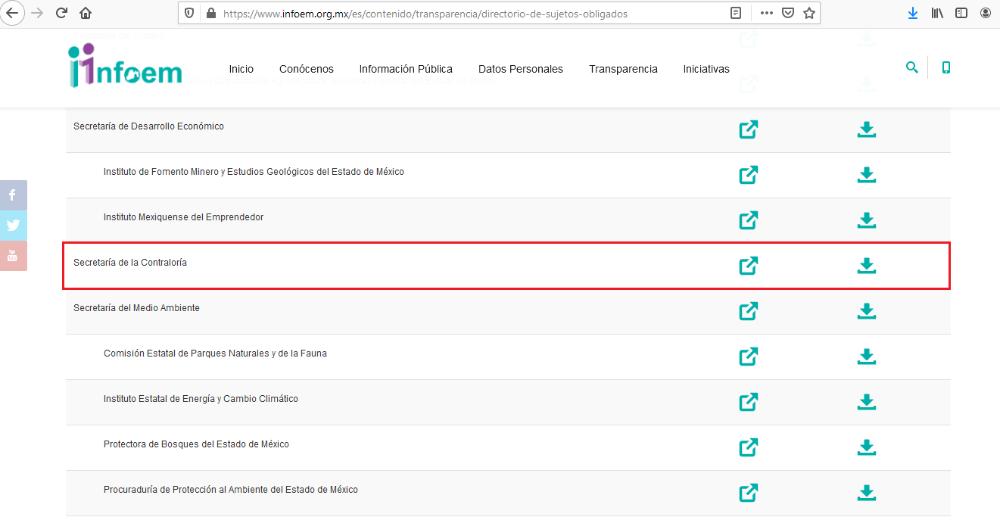 https://www.infoem.org.mx/es/contenido/transparencia/directorio-de-sujetos-obligados
infoem
Inicio Conócenos Información Pública Datos Personales Transparencia Iniciativas
Secretaría de Desarrollo Económico
Instituto de Fomento Minero y Estudios Geológicos del Estado de México
Instituto Mexiquense del Emprendedor
Secretaría de la Contraloría
Secretaría del Medio Ambiente
Comisión Estatal de Parques Naturales y de la Fauna
Instituto Estatal de Energía y Cambio Climático
Protectora de Bosques del Estado de México
Procuraduría de Protección al Ambiente del Estado de México